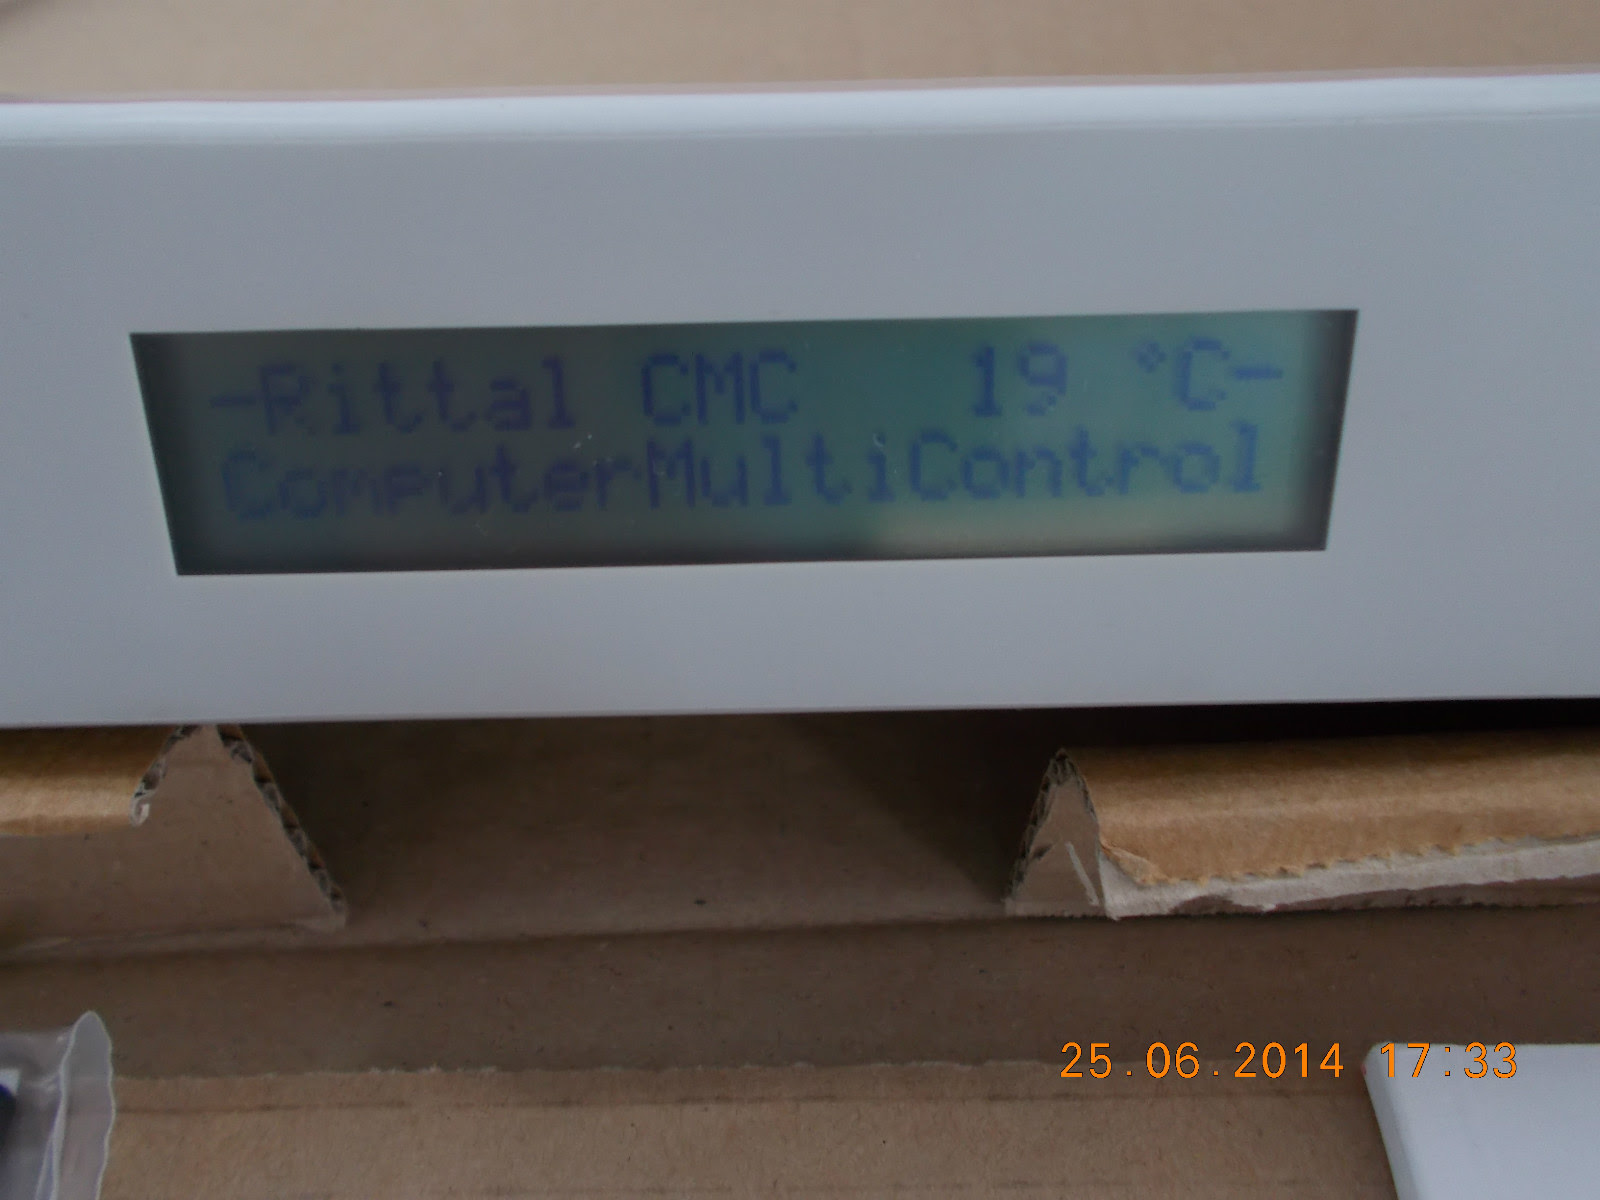 -Rittal CMC 19 °C-
ComputerMultiControl
25.06.2014 17:33